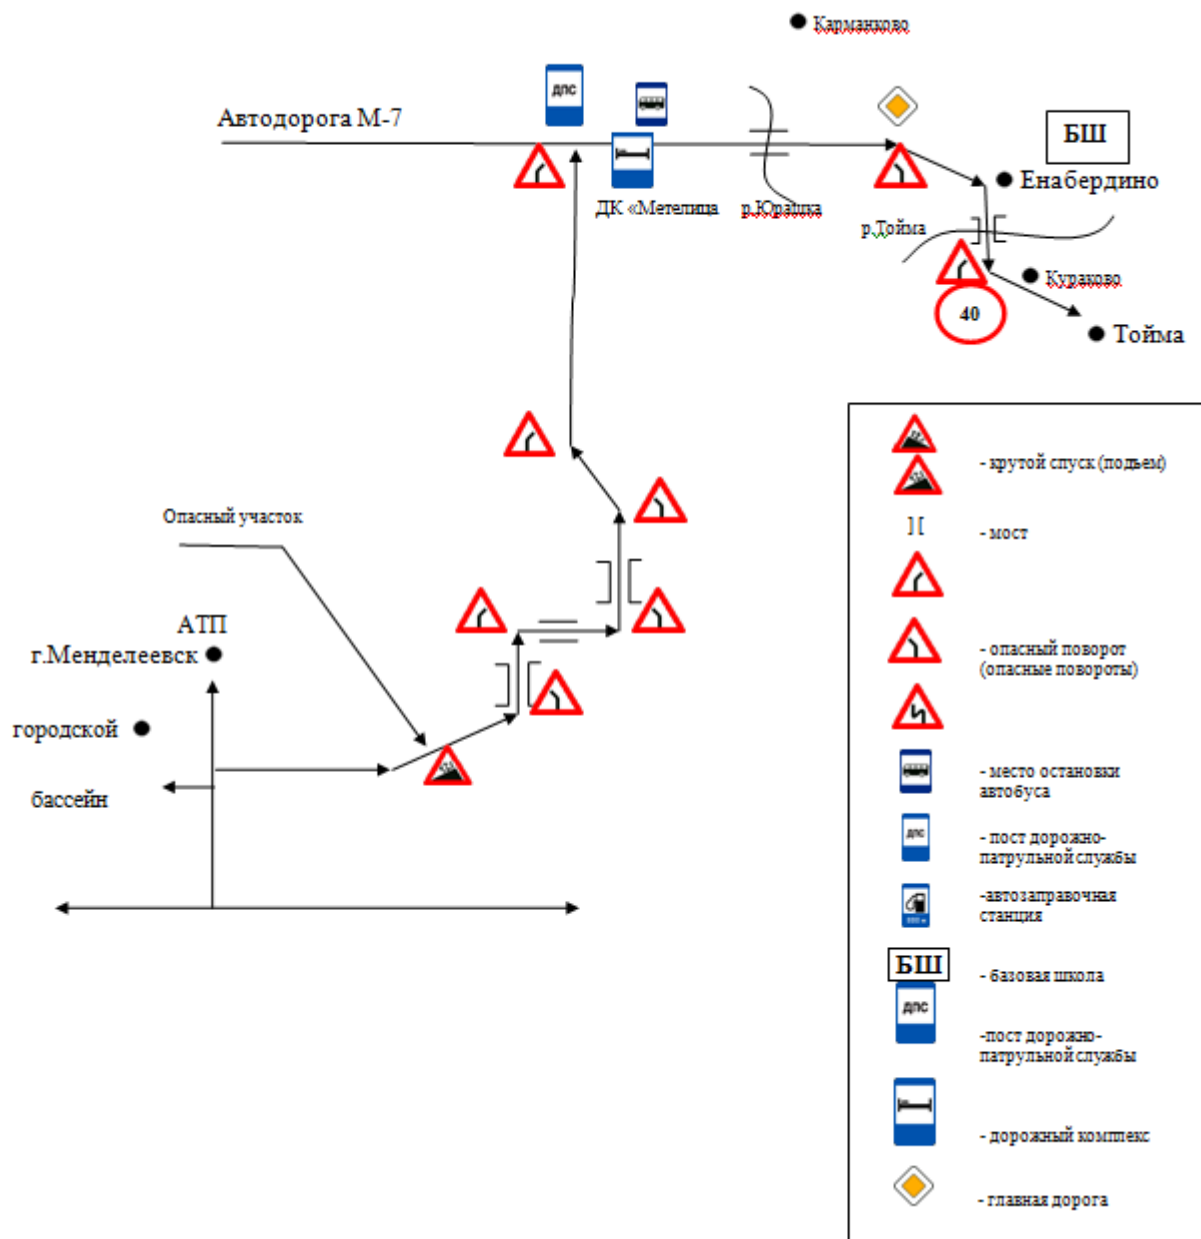 Карманково
ДПС
Автодорога М-7
БШ
Енабердино
ДК «Метелица
р.Юрашка
р.Тойма
Кураково
40
Тойма
Опасный участок
АТП
г.Менделеевск
городской
бассейн
- крутой спуск (подьем)
][
- мост
- опасный поворот
(опасные повороты)
- место остановки
автобуса
ДПС
- пост дорожно-
патрульной службы
-автозаправочная
станция
БШ
- базовая школа
ДПС
-пост дорожно-
патрульной службы
- дорожный комплекс
- главная дорога